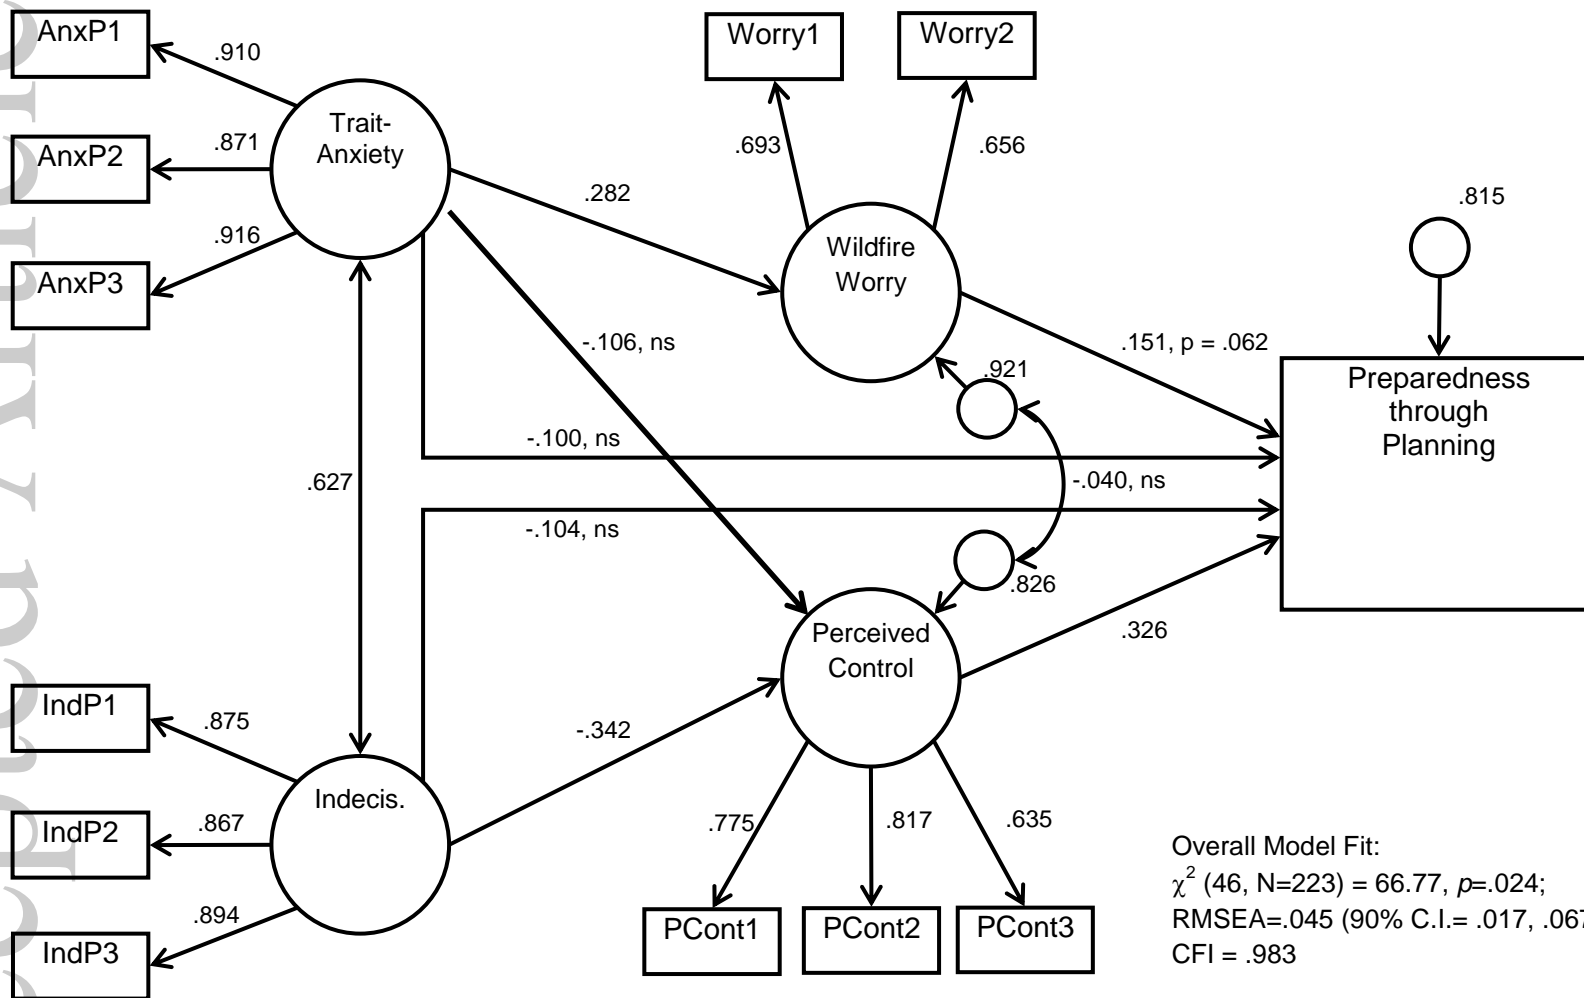 AnxP1
.910
Worry1
Worry2
Trait-
Anxiety
AnxP2
.871
.693
.656
.282
.815
.916
Wildfire
Worry
AnxP3
-.106, ns
.151, p = .062
.921
Preparedness
through
Planning
-.100, ns
.627
-.040, ns
-.104, ns
.826
Perceived
Control
.326
IndP1
.875
-.342
Indecis.
IndP2
.867
.775
.817
.635
Overall Model Fit:
χ² (46, N=223) = 66.77, p=.024;
.894
RMSEA=.045 (90% C.I.= .017, .067
PCont1
PCont2
PCont3
IndP3
CFI = .983